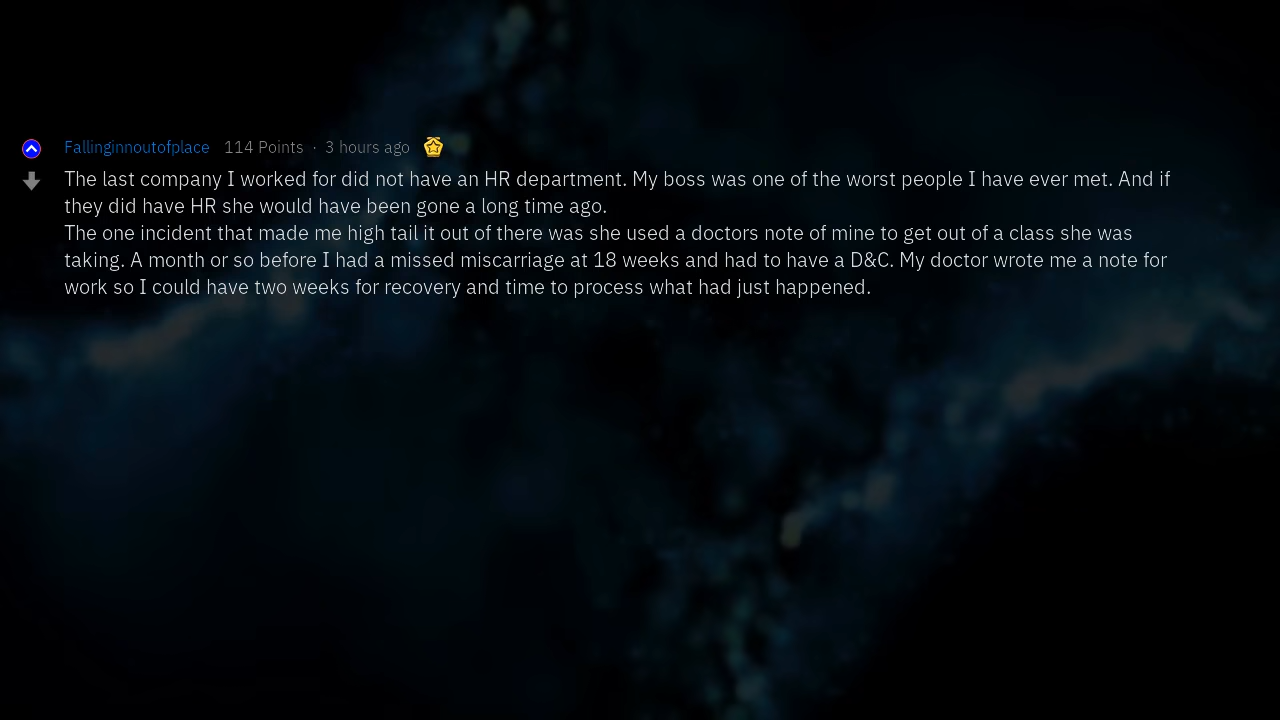 Fallinginnoutofplace 114 Points · 3 hours ago
The last company I worked for did not have an HR department. My boss was one of the worst people I have ever met. And if
they did have HR she would have been gone a long time ago.
The one incident that made me high tail it out of there was she used a doctors note of mine to get out of a class she was
taking. A month or so before I had a missed miscarriage at 18 weeks and had to have a D&C. My doctor wrote me a note for
work so I could have two weeks for recovery and time to process what had just happened.